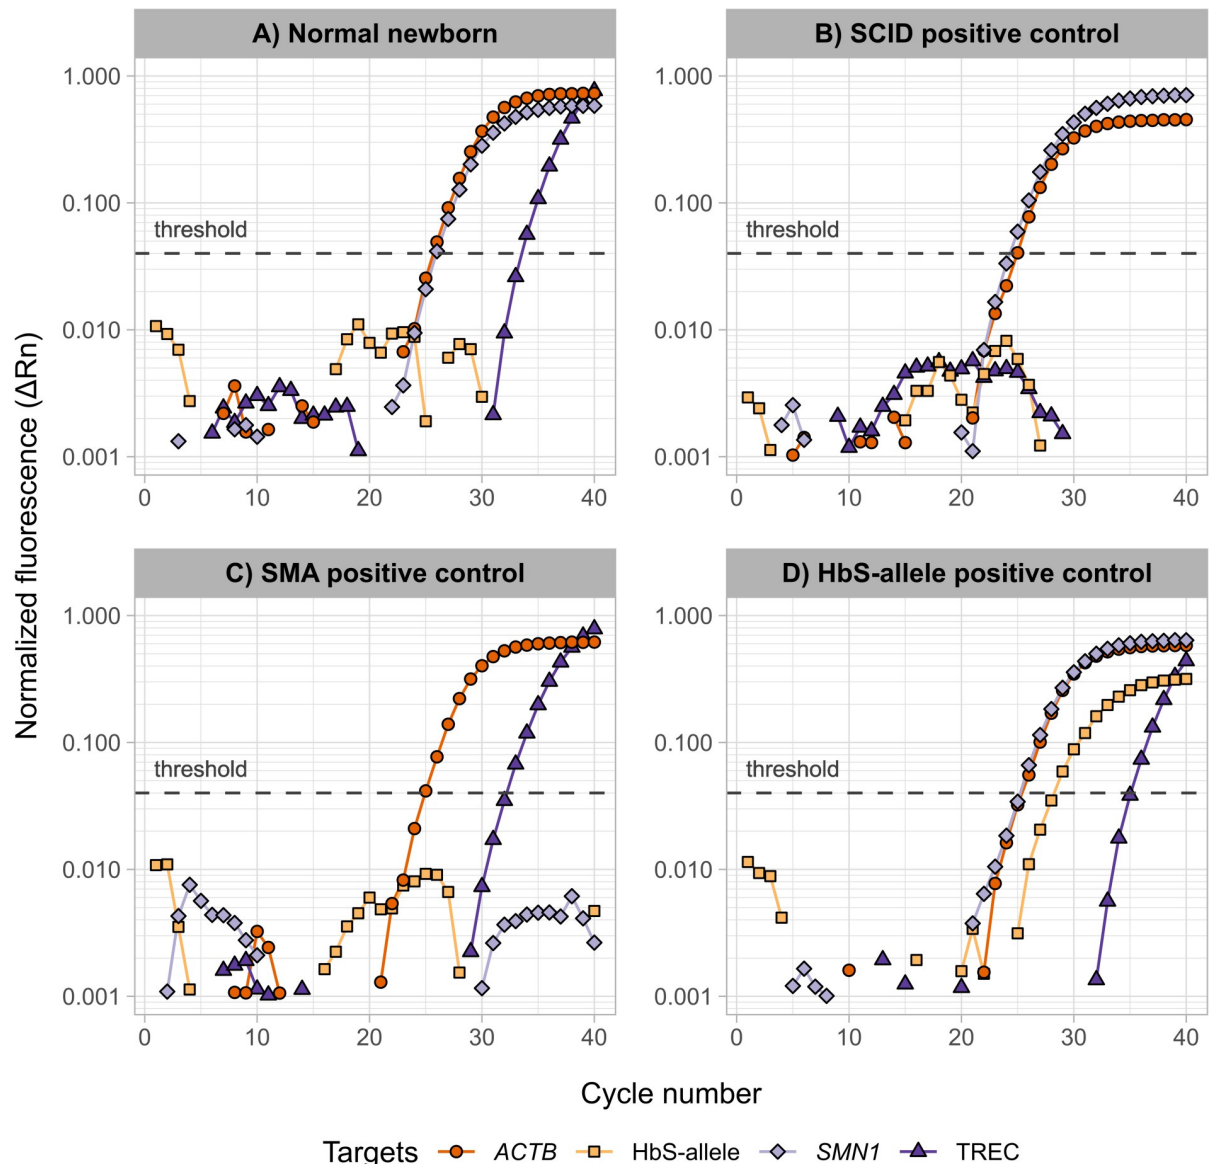 A) Normal newborn
B) SCID positive control
1.000
0.100
0.010
0.001
threshold
threshold
0 10 20 30 40
1.000
0.100
0.010
0.001
0 10 20 30 40
Normalized fluorescence (ΔRn)
C) SMA positive control
D) HbS-allele positive control
1.000
0.100
0.010
0.001
threshold
threshold
0 10 20 30 40
1.000
0.100
0.010
0.001
0 10 20 30 40
Cycle number
Targets ACTB HbS-allele SMN1 TREC